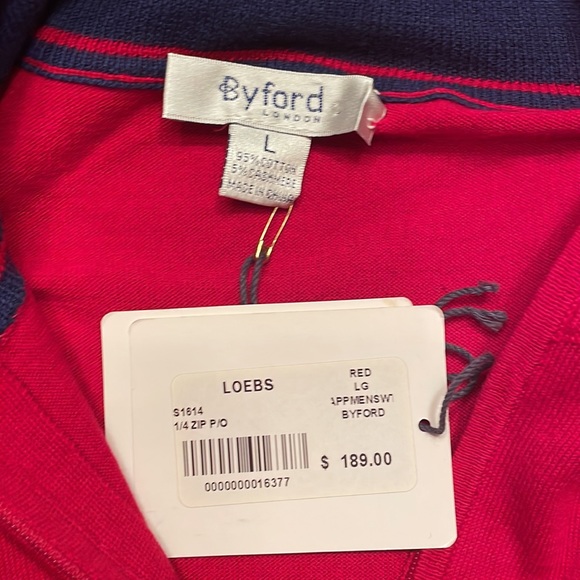 Byford
LONDON
L
95% COTTON
5% CASHMERE
MADE IN CHINA
LOEBS
S1614
1/4 ZIP P/O
0000000016377
RED
LG
APPMENSWT
BYFORD
$ 189.00